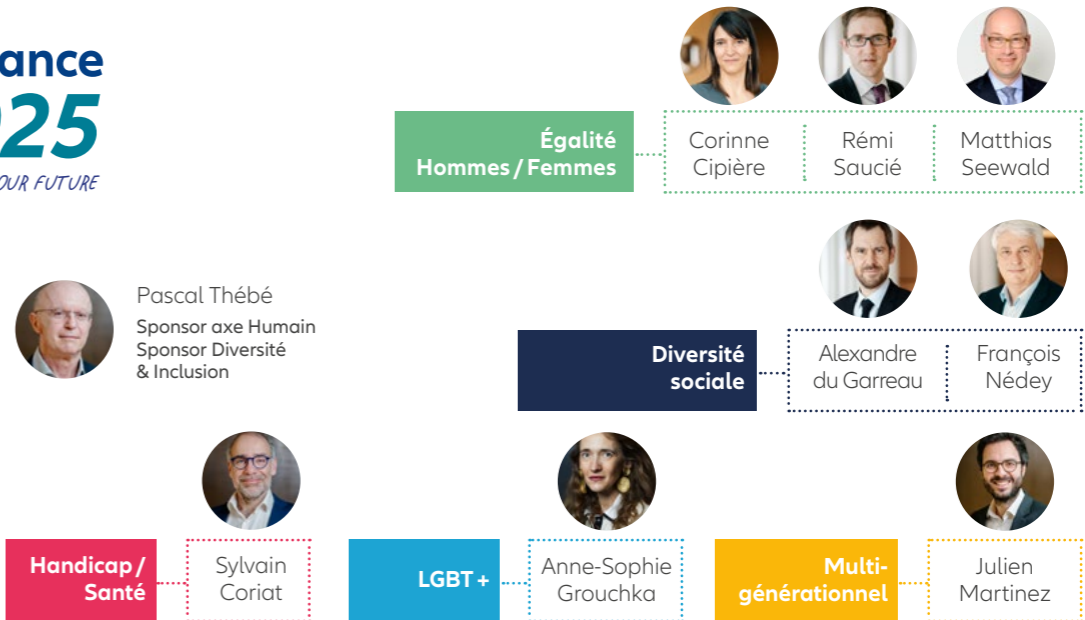 ance
025
OUR FUTURE
Égalité
Hommes / Femmes
Corinne
Cipière
Rémi
Saucié
Matthias
Seewald
Pascal Thébé
Sponsor axe Humain
Sponsor Diversité
& Inclusion
Diversité
sociale
Alexandre
du Garreau
François
Nédey
Handicap /
Santé
Sylvain
Coriat
LGBT +
Anne-Sophie
Grouchka
Multi-
générationnel
Julien
Martinez